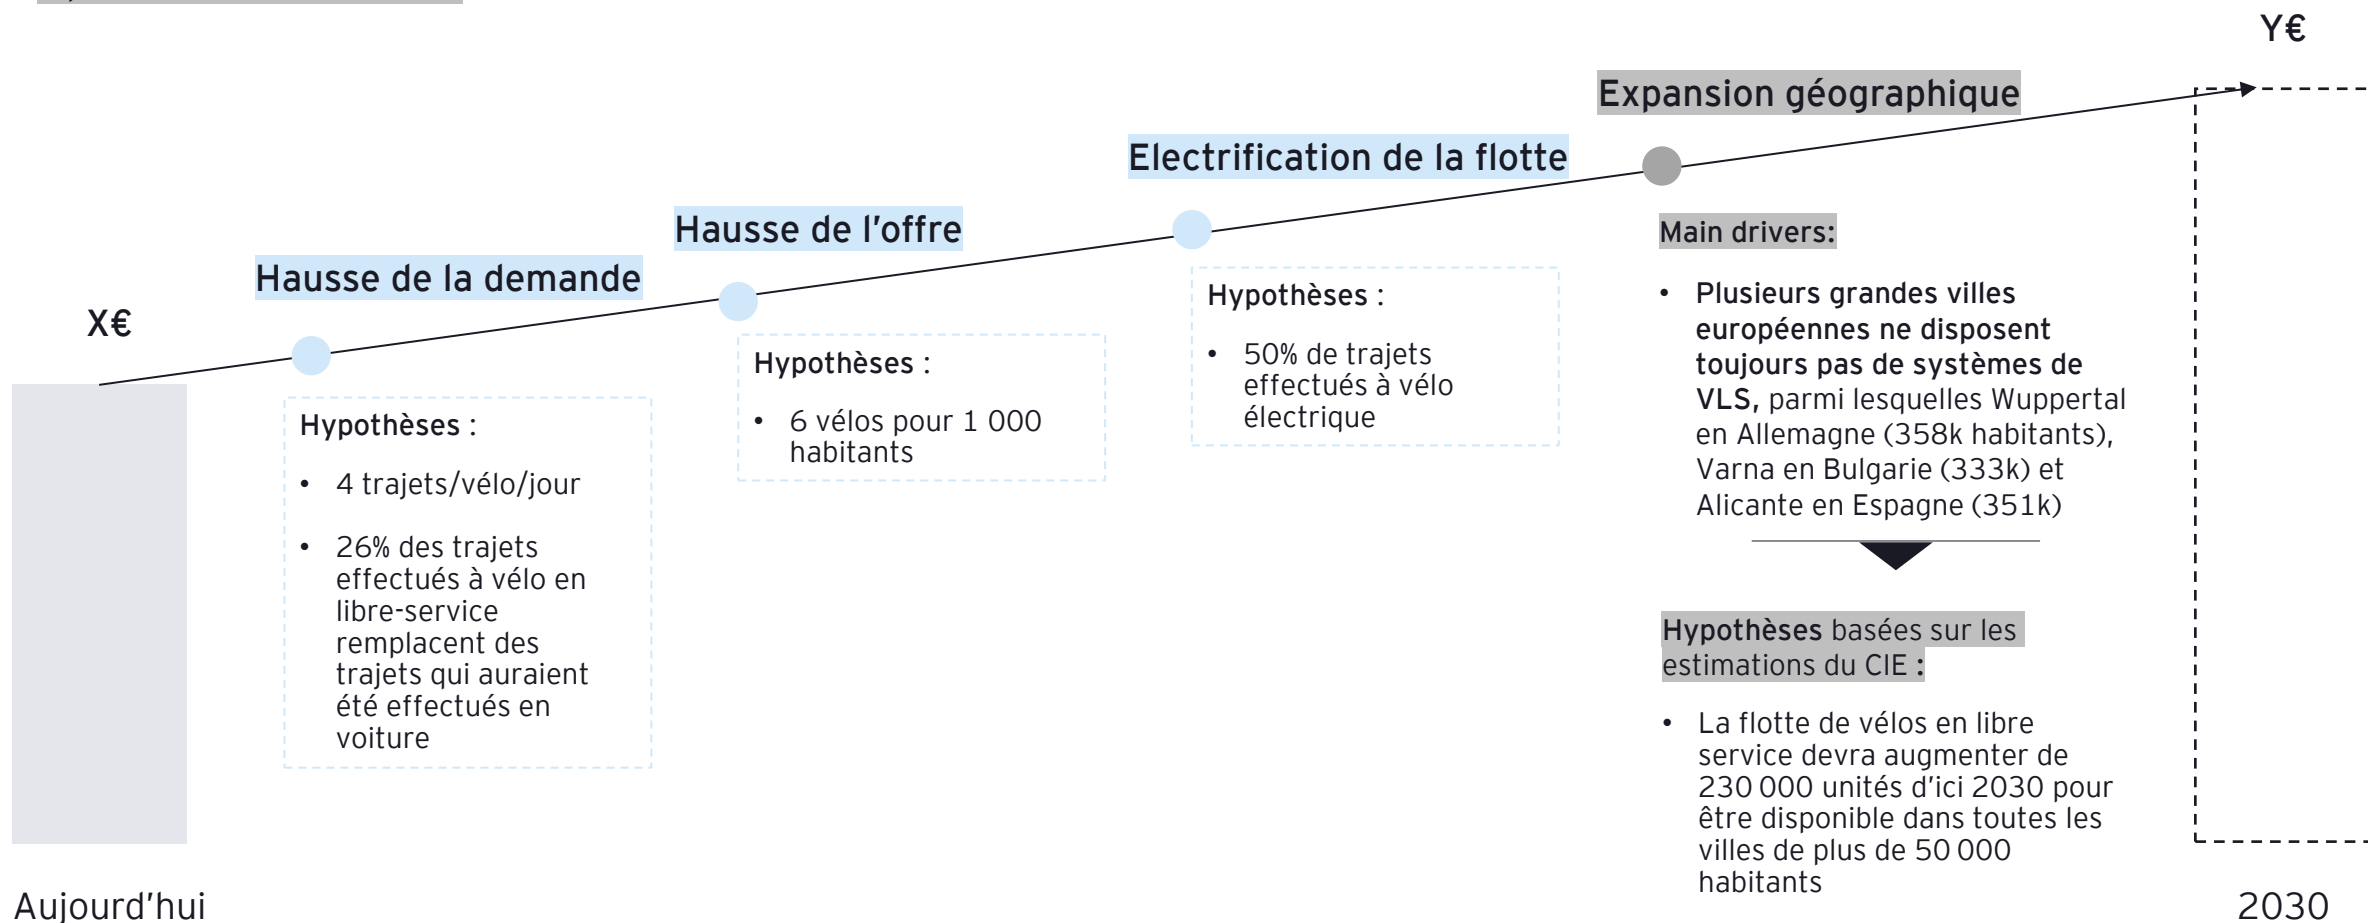 Y€
Expansion géographique
Electrification de la flotte
Hausse de l'offre
Hausse de la demande
X€
Hypothèses :
• 4 trajets/vélo/jour
• 26% des trajets
effectués à vélo en
libre-service
remplacent des
trajets qui auraient
été effectués en
voiture
Hypothèses :
• 6 vélos pour 1 000
habitants
Hypothèses :
• 50% de trajets
effectués à vélo
électrique
Main drivers:
• Plusieurs grandes villes
européennes ne disposent
toujours pas de systèmes de
VLS, parmi lesquelles Wuppertal
en Allemagne (358k habitants),
Varna en Bulgarie (333k) et
Alicante en Espagne (351k)
Hypothèses basées sur les
estimations du CIE :
• La flotte de vélos en libre
service devra augmenter de
230 000 unités d'ici 2030 pour
être disponible dans toutes les
villes de plus de 50 000
habitants
Aujourd'hui
2030